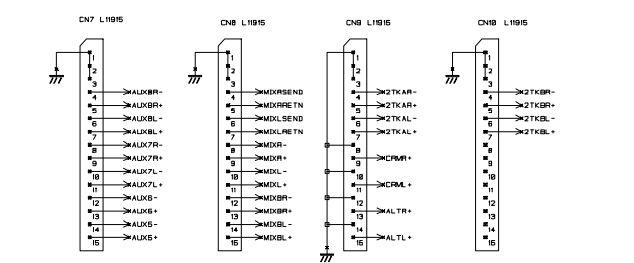 CN7 L11915
1
2
3
4 AUX8R-
5 AUX8R+
6 AUX8L-
7 AUX8L+
8 AUX7R-
9 AUX7R+
10 AUX7L-
11 AUX7L+
12 AUX6-
13 AUX6+
14 AUX5-
15 AUX5+
CN8 L11915
1
2
3
4 MIXRSEND
5 MIXRRETN
6 MIXLSEND
7 MIXLRETN
8 MIXR-
9 MIXR+
10 MIXL-
11 MIXL+
12 MIXBR-
13 MIXBR+
14 MIXBL-
15 MIXBL+
CN9 L11915
1
2
3
4 2TKAR-
5 2TKAR+
6 2TKAL-
7 2TKAL+
8
9 CRMR+
10
11 CRML+
12
13 ALTR+
14
15 ALTL+
CN10 L11915
1
2
3
4 2TKBR-
5 2TKBR+
6 2TKBL-
7 2TKBL+
8
9
10
11
12
13
14
15